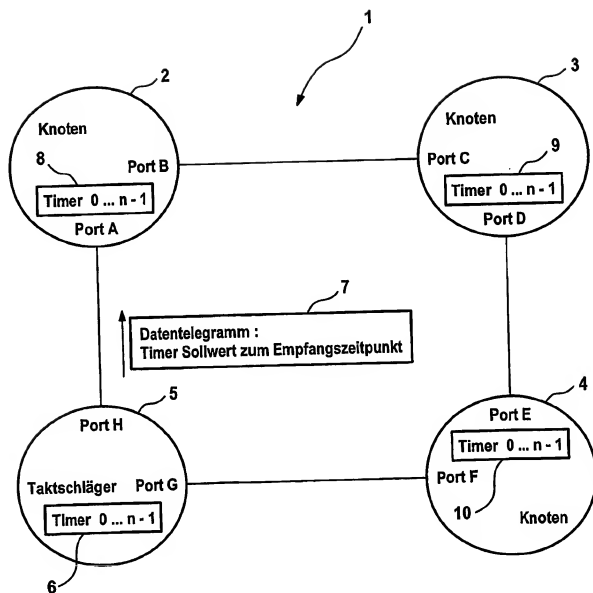 1
2
3
Knoten
Knoten
8
Port B
Port C
9
Timer 0 ... n - 1
Timer 0 ... n - 1
Port A
Port D
7
Datentelegramm :
Timer Sollwert zum Empfangszeitpunkt
5
4
Port H
Port E
Timer 0 ... n - 1
Taktschläger
Port G
Port F
Timer 0 ... n - 1
10
Knoten
6